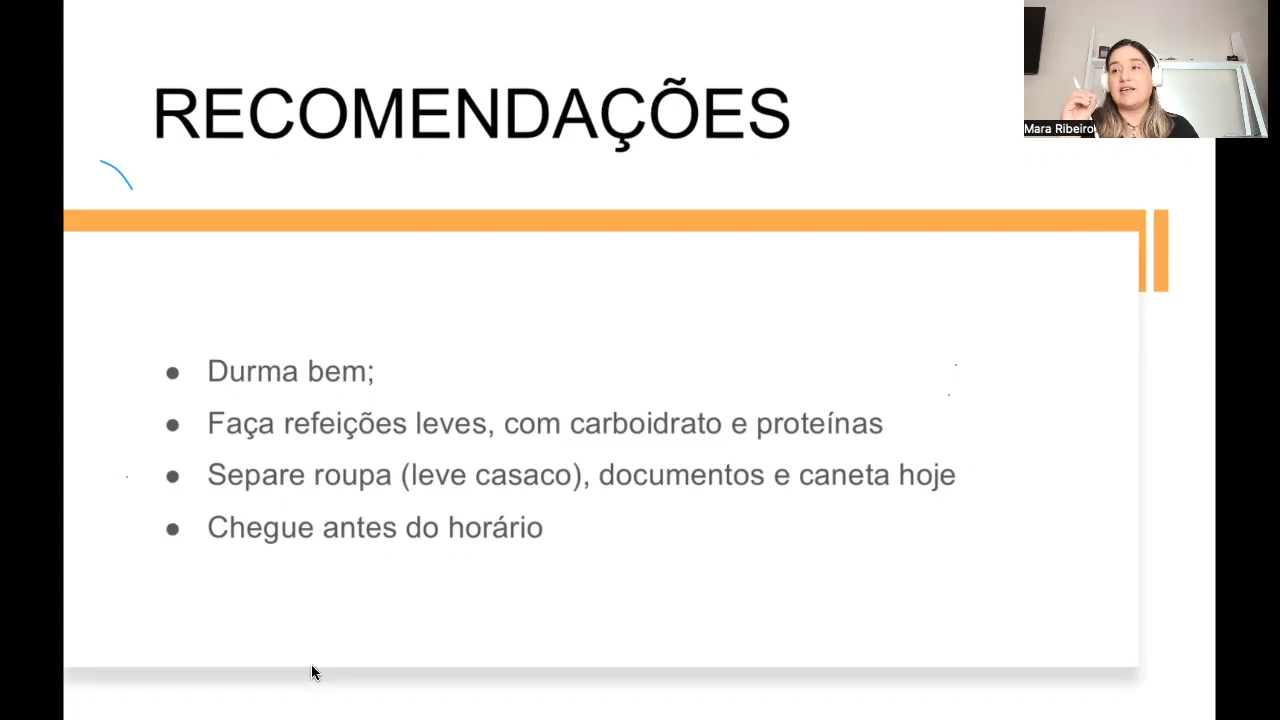 RECOMENDAÇÕES
Mara Ribeiro
● Durma bem;
● Faça refeições leves, com carboidrato e proteínas
● Separe roupa (leve casaco), documentos e caneta hoje
● Chegue antes do horário